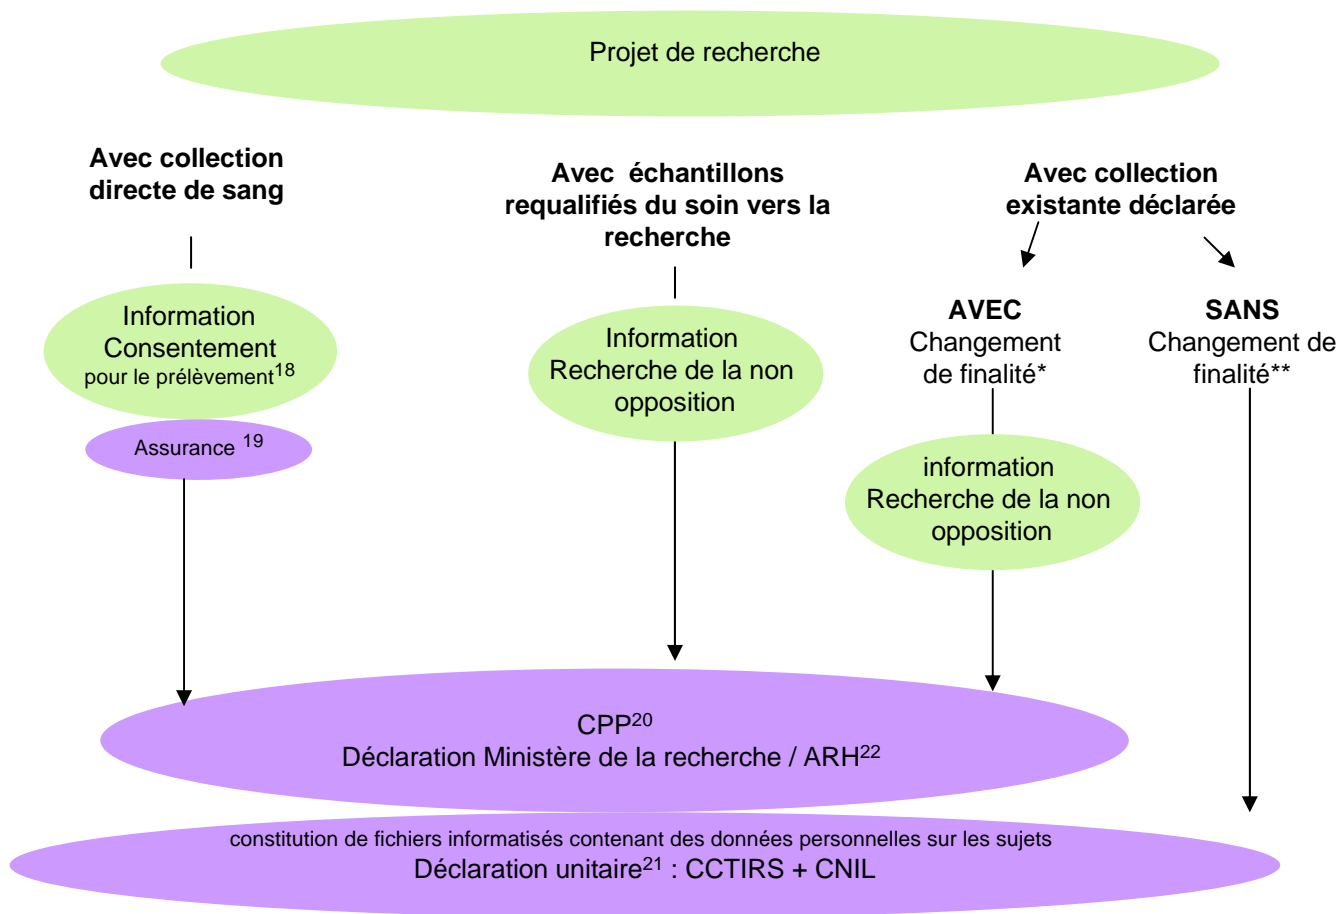 Projet de recherche
Avec collection
directe de sang
Information
Consentement
pour le prélèvement18
Assurance 19
Avec échantillons
requalifiés du soin vers la
recherche
Information
Recherche de la non
opposition
Avec collection
existante déclarée
AVEC
Changement
de finalité*
information
Recherche de la non
opposition
SANS
Changement de
finalité**
CPP20
Déclaration Ministère de la recherche / ARH22
constitution de fichiers informatisés contenant des données personnelles sur les sujets
Déclaration unitaire21 : CCTIRS + CNIL